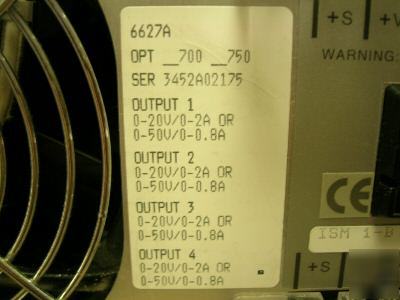 6627A
OPT __700 __750
SER 3452A02175
OUTPUT 1
0-20V/0-2A OR
0-50V/0-0.8A
OUTPUT 2
0-20V/0-2A OR
0-50V/0-0.8A
OUTPUT 3
0-20V/0-2A OR
0-50V/0-0.8A
OUTPUT 4
0-20V/0-2A OR
0-50V/0-0.8A
+S
+V
WARNING:
CE
ISM 1-B
+S